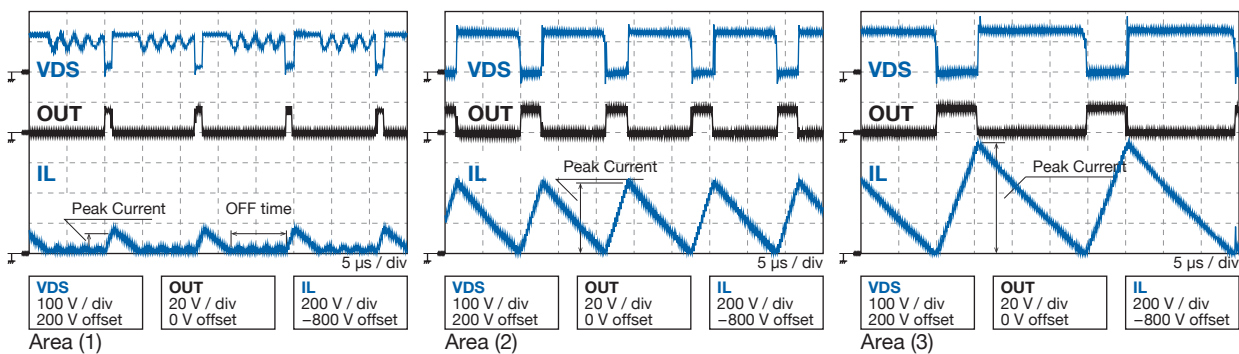 VDS
OUT
IL
Peak Current
OFF time
5 µs / div
VDS
100 V / div
200 V offset
OUT
20 V / div
0 V offset
IL
200 V / div
−800 V offset
Area (1)
VDS
OUT
IL
Peak Current
5 µs / div
VDS
100 V / div
200 V offset
OUT
20 V / div
0 V offset
IL
200 V / div
−800 V offset
Area (2)
VDS
OUT
IL
Peak Current
5 µs / div
VDS
100 V / div
200 V offset
OUT
20 V / div
0 V offset
IL
200 V / div
−800 V offset
Area (3)